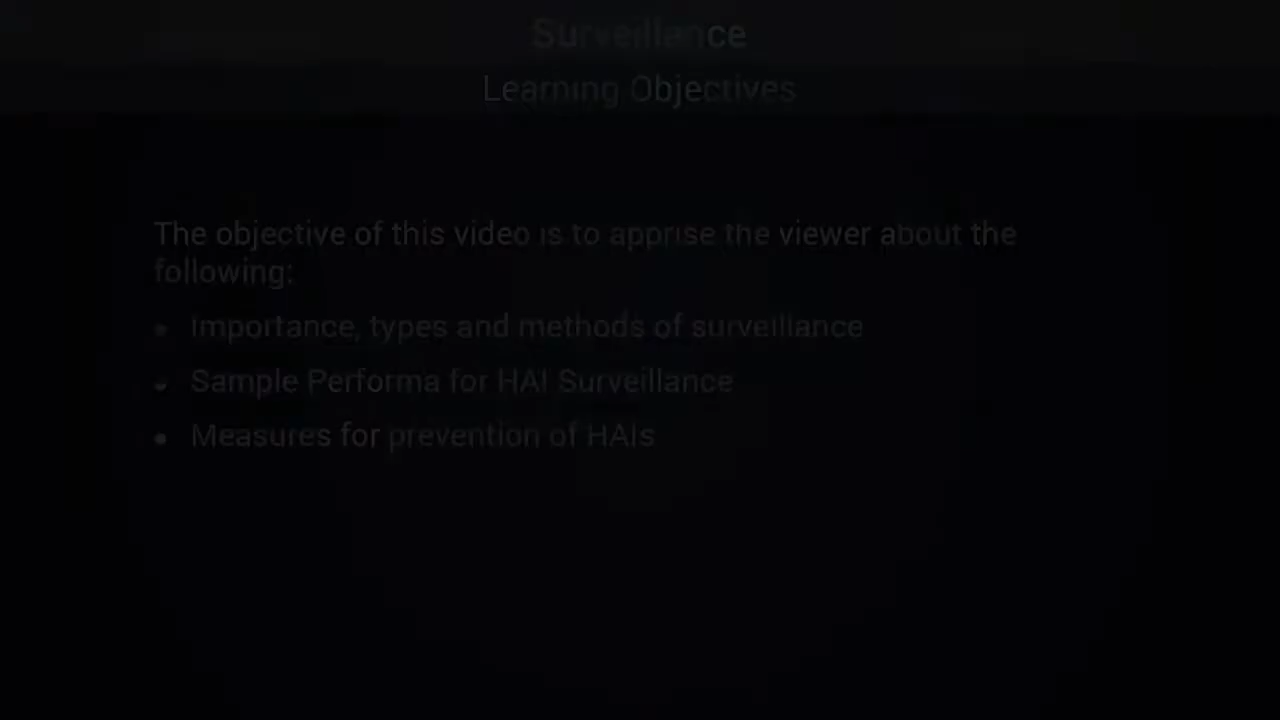 Surveillance
Learning Objectives
The objective of this video is to apprise the viewer about the
following:
• Importance, types and methods of surveillance
• Sample Performa for HAI Surveillance
• Measures for prevention of HAIs